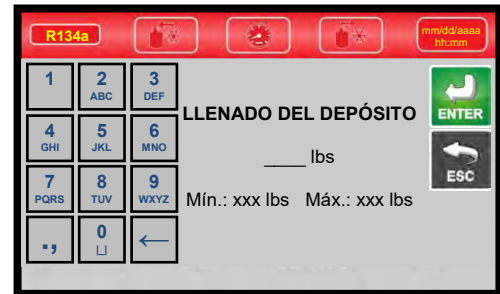 R134a
mm/dd/aaaa
hh:mm
1
2
ABC
3
DEF
4
GHI
5
JKL
6
MNO
7
PQRS
8
TUV
9
WXYZ
.,
0
LLENADO DEL DEPÓSITO
____ lbs
Mín.: xxx lbs Máx.: xxx lbs
ENTER
ESC